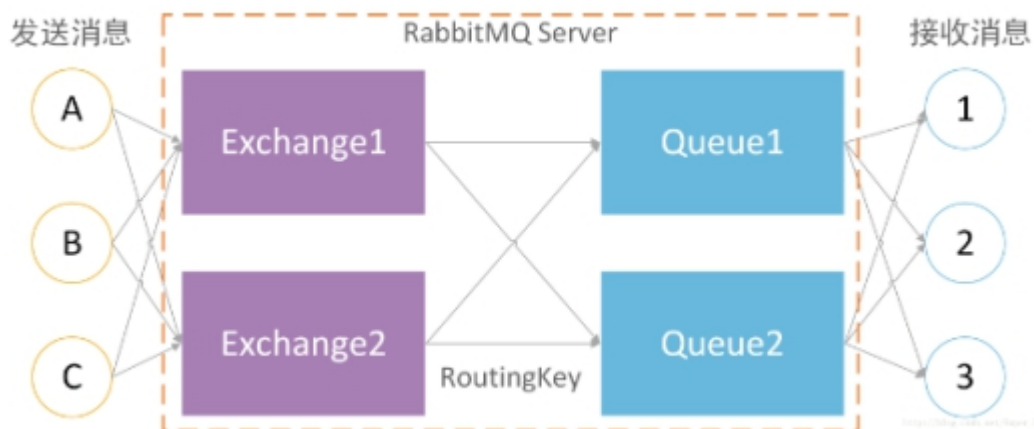 发送消息
RabbitMQ Server
接收消息
A
Exchange1
Queue1
1
B
2
Exchange2
Queue2
C
RoutingKey
3